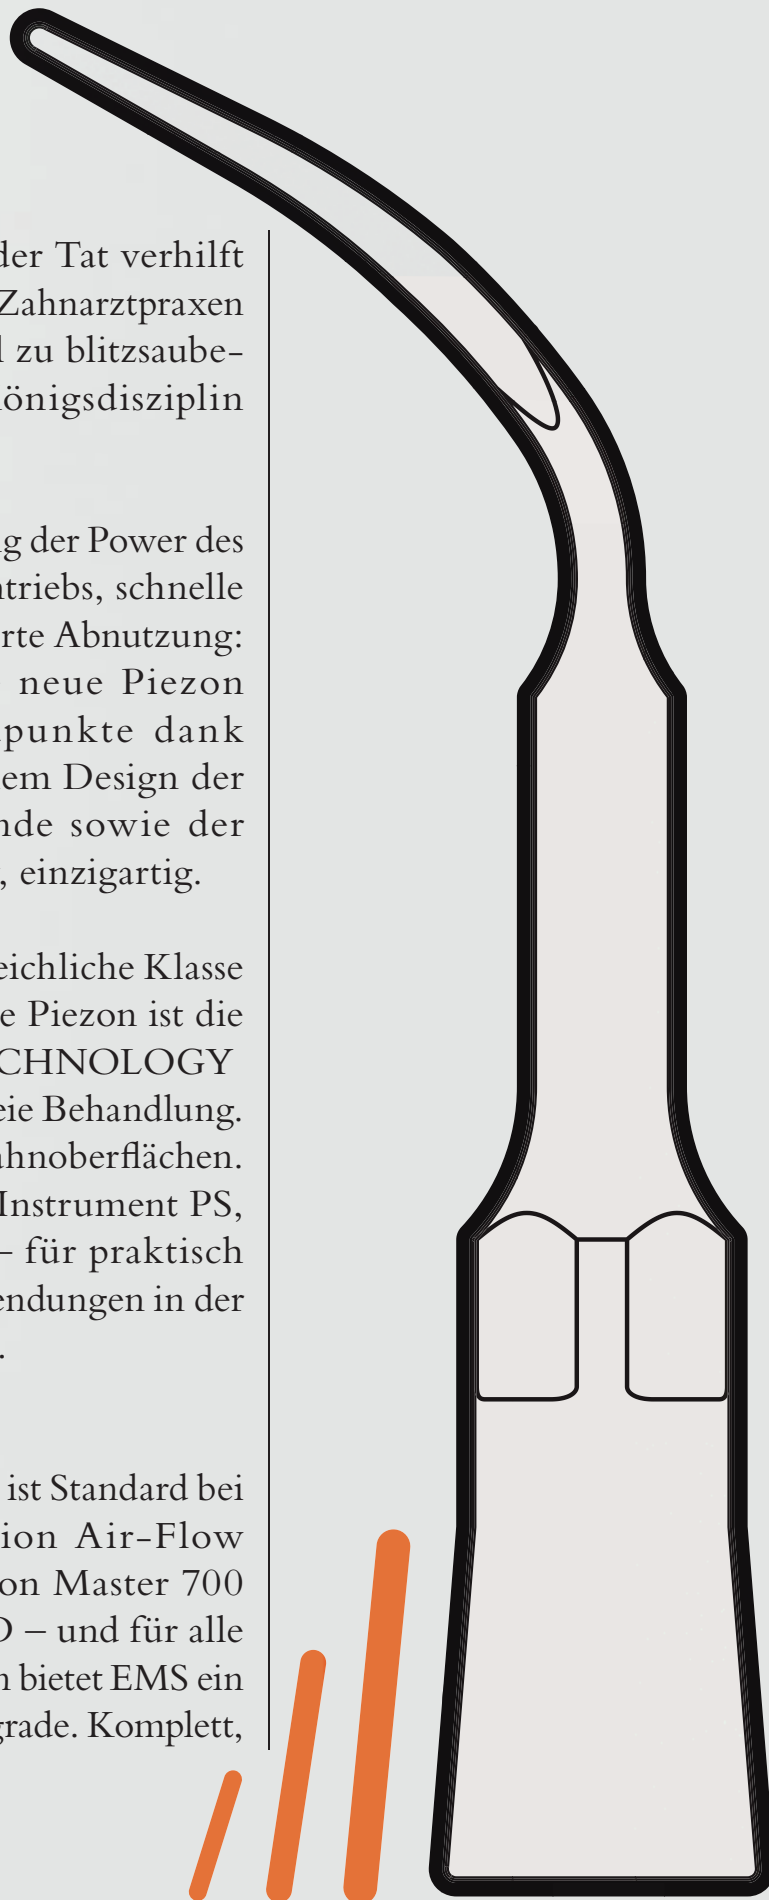 der Tat verhilft
Zahnarztpraxen
zu blitzsaube-
önigsdisziplin
g der Power des
ntriebs, schnelle
rte Abnutzung:
neue Piezon
punkte dank
em Design der
nde sowie der
, einzigartig.
eichliche Klasse
e Piezon ist die
CHNOLOGY
eie Behandlung.
ahnoberflächen.
Instrument PS,
– für praktisch
endungen in der
.
ist Standard bei
ion Air-Flow
on Master 700
– und für alle
n bietet EMS ein
grade. Komplett,